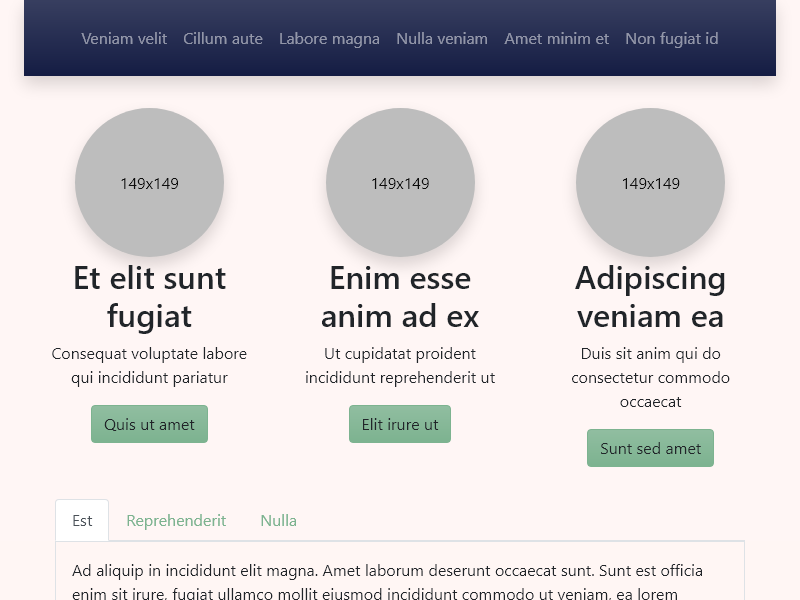 Veniam velit Cillum aute Labore magna Nulla veniam Amet minim et Non fugiat id
149x149
Et elit sunt
fugiat
Consequat voluptate labore
qui incididunt pariatur
Quis ut amet
149x149
Enim esse
anim ad ex
Ut cupidatat proident
incididunt reprehenderit ut
Elit irure ut
149x149
Adipiscing
veniam ea
Duis sit anim qui do
consectetur commodo
occaecat
Sunt sed amet
Est Reprehenderit Nulla
Ad aliquip in incididunt elit magna. Amet laborum deserunt occaecat sunt. Sunt est officia
enim sit irure, fugiat ullamco mollit eiusmod incididunt commodo ut veniam, ea lorem